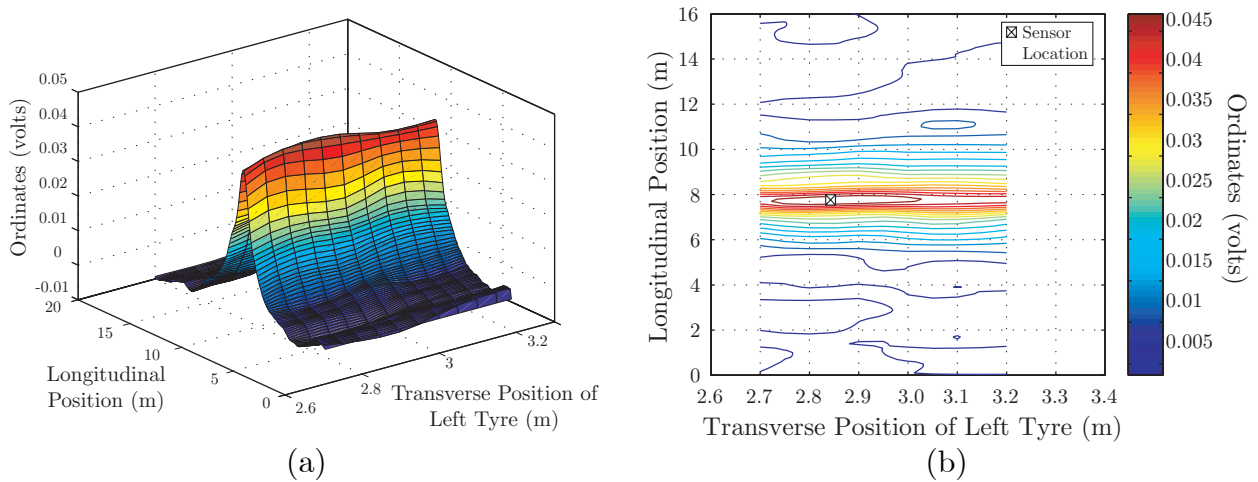 0.05
0.04
0.03
0.02
0.01
0
-0.01
Ordinates (volts)
20
15
10
5
0
Longitudinal
Position (m)
2.6
2.8
3
3.2
Transverse Position of
Left Tyre (m)
(a)
16
14
12
10
8
6
4
2
0
Longitudinal Position (m)
Sensor
Location
2.6 2.7 2.8 2.9 3.0 3.1 3.2 3.3 3.4
Transverse Position of Left Tyre (m)
(b)
0.045
0.04
0.035
0.03
0.025
0.02
0.015
0.01
0.005
Ordinates (volts)